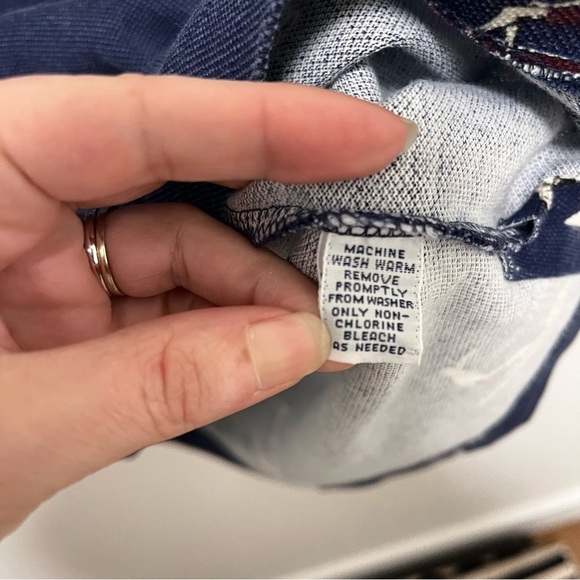 MACHINE
WASH WARM
REMOVE
PROMPTLY
FROM WASHER
ONLY NON-
CHLORINE
BLEACH
AS NEEDED